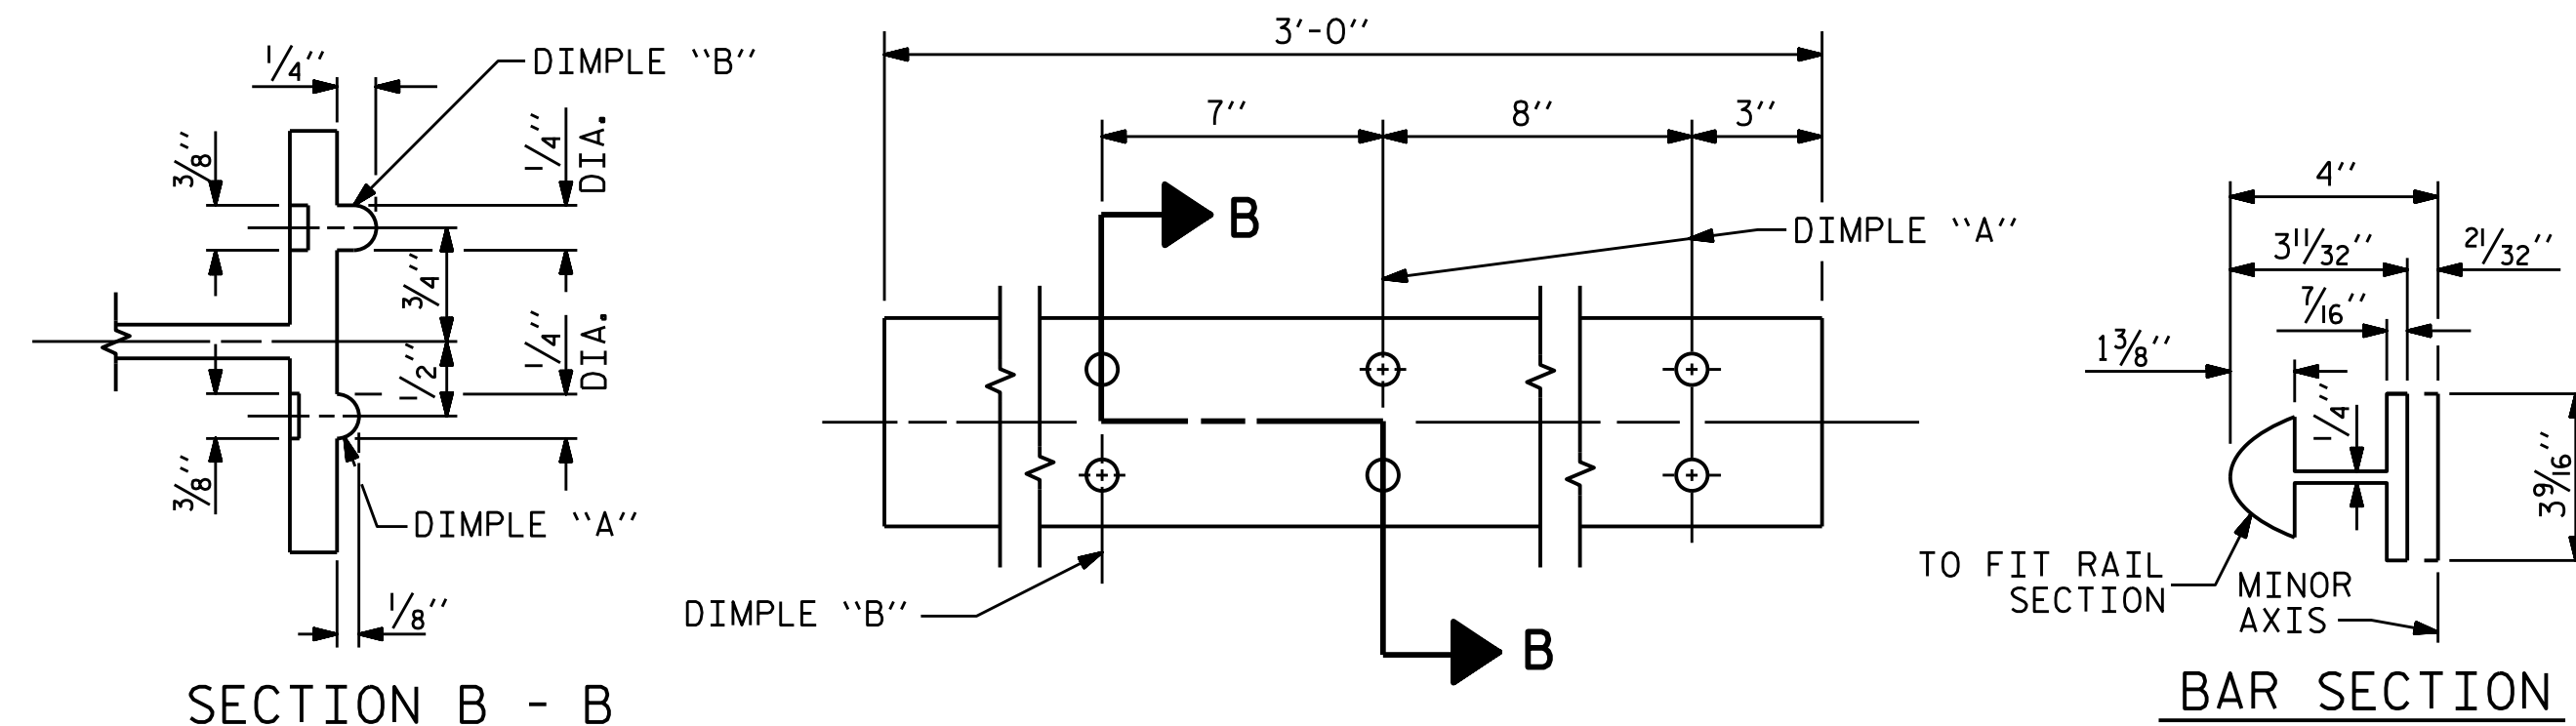 1/4''
DIMPLE ``B''
3/8''
1/4'' DIA.
3/4''
1/2''
1/4'' DIA.
3/8''
DIMPLE ``A''
1/8''
SECTION B - B
3'-0''
7''
8''
3''
B
DIMPLE ``A''
DIMPLE ``B''
B
4''
3 11/32''
21/32''
7/16''
1 3/8''
1/4''
3 9/16''
TO FIT RAIL
SECTION
MINOR
AXIS
BAR SECTION